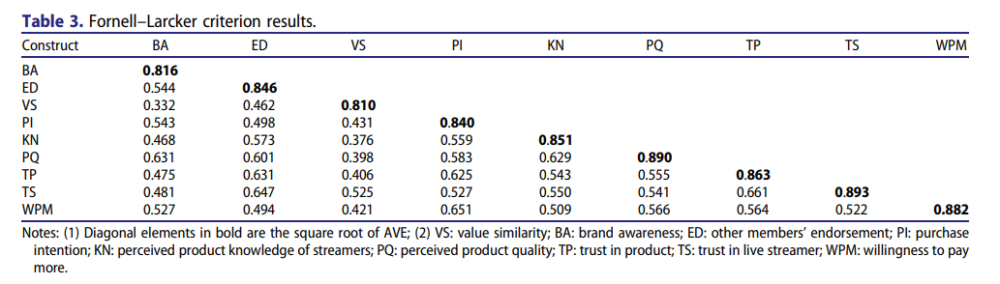 Table 3. Fornell–Larcker criterion results.
Construct BA ED VS PI KN PQ TP TS WPM
BA 0.816
ED 0.544 0.846
VS 0.332 0.462 0.810
PI 0.543 0.498 0.431 0.840
KN 0.468 0.573 0.376 0.559 0.851
PQ 0.631 0.601 0.398 0.583 0.629 0.890
TP 0.475 0.631 0.406 0.625 0.543 0.555 0.863
TS 0.481 0.647 0.525 0.527 0.550 0.541 0.661 0.893
WPM 0.527 0.494 0.421 0.651 0.509 0.566 0.564 0.522 0.882
Notes: (1) Diagonal elements in bold are the square root of AVE; (2) VS: value similarity; BA: brand awareness; ED: other members' endorsement; PI: purchase
intention; KN: perceived product knowledge of streamers; PQ: perceived product quality; TP: trust in product; TS: trust in live streamer; WPM: willingness to pay
more.